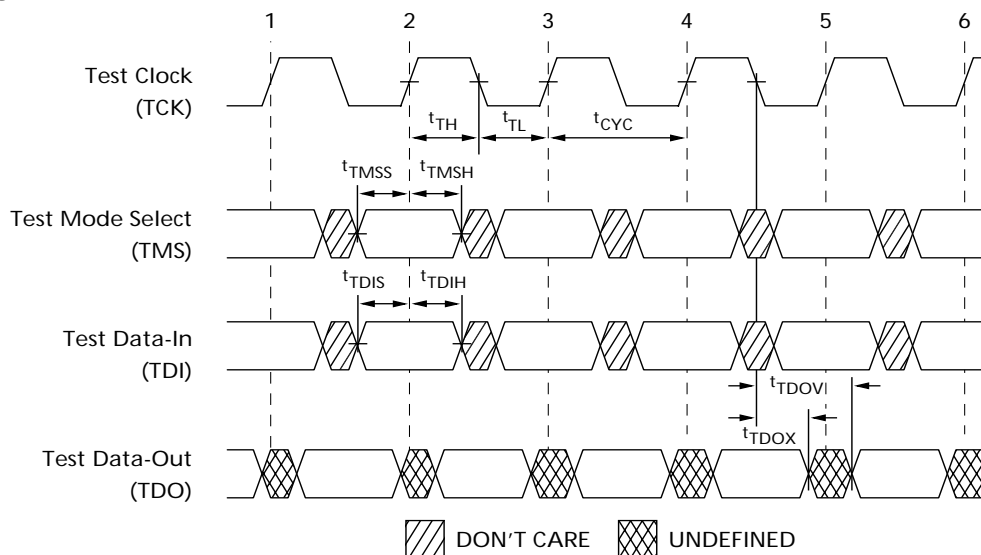 1 2 3 4 5 6
Test Clock
(TCK)
tTH tTL tCYC
tTMSS tTMSH
Test Mode Select
(TMS)
tTDIS tTDIH
Test Data-In
(TDI)
tTDOV
tTDOX
Test Data-Out
(TDO)
DON'T CARE UNDEFINED